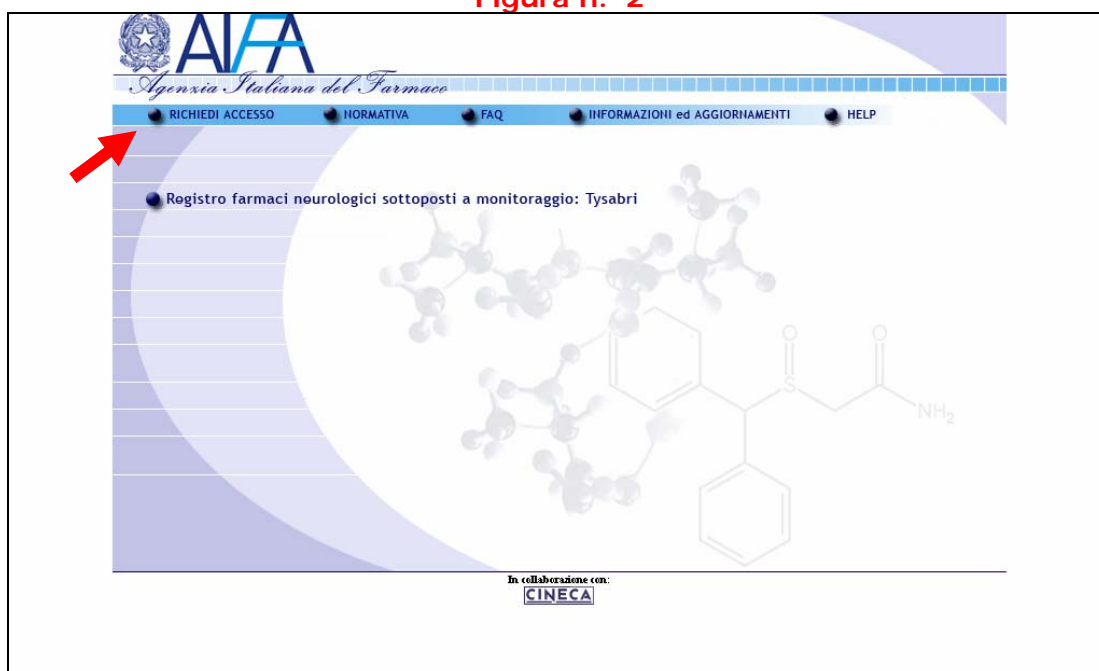 Figura n. 2
AIFA
Agenzia Italiana del Farmaco
RICHIEDI ACCESSO NORMATIVA FAQ INFORMAZIONI ed AGGIORNAMENTI HELP
Registro farmaci neurologici sottoposti a monitoraggio: Tysabri
O O
S
NH₂
In collaborazione con:
CINECA